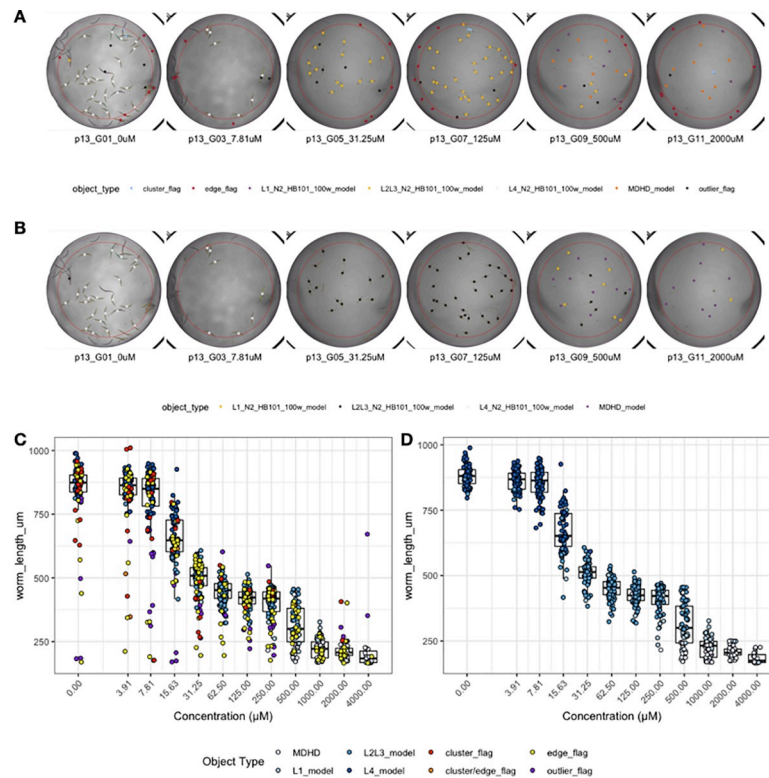 A
p13_G01_0uM p13_G03_7.81uM p13_G05_31.25uM p13_G07_125uM p13_G09_500uM p13_G11_2000uM
object_type cluster_flag edge_flag L1_N2_HB101_100w_model L2L3_N2_HB101_100w_model L4_N2_HB101_100w_model MDHD_model outlier_flag
B
p13_G01_0uM p13_G03_7.81uM p13_G05_31.25uM p13_G07_125uM p13_G09_500uM p13_G11_2000uM
object_type L1_N2_HB101_100w_model L2L3_N2_HB101_100w_model L4_N2_HB101_100w_model MDHD_model
C
worm_length_um
1000
750
500
250
0.00 3.91 7.81 15.63 31.25 62.50 125.00 250.00 500.00 1000.00 2000.00 4000.00
Concentration (µM)
D
worm_length_um
1000
750
500
250
0.00 3.91 7.81 15.63 31.25 62.50 125.00 250.00 500.00 1000.00 2000.00 4000.00
Concentration (µM)
Object Type
MDHD L2L3_model cluster_flag edge_flag
L1_model L4_model cluster/edge_flag outlier_flag